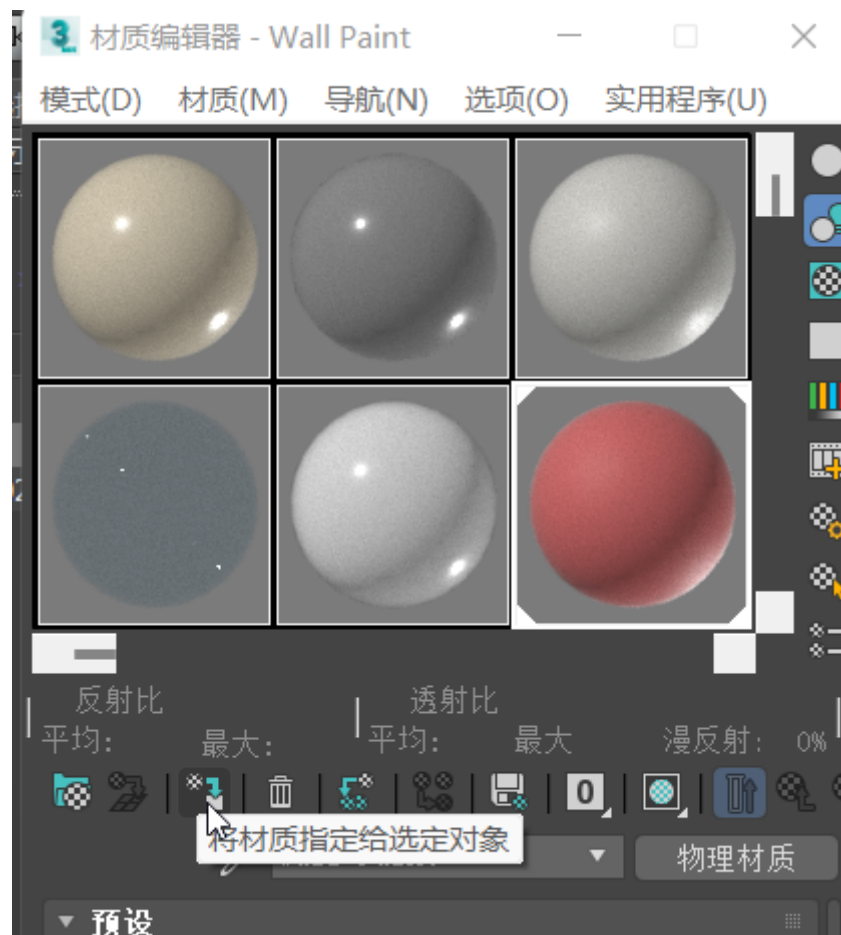 材质编辑器 - Wall Paint
模式(D) 材质(M) 导航(N) 选项(O) 实用程序(U)
反射比 透射比
平均: 最大: 平均: 最大 漫反射: 0%
0
将材质指定给选定对象
物理材质
预设